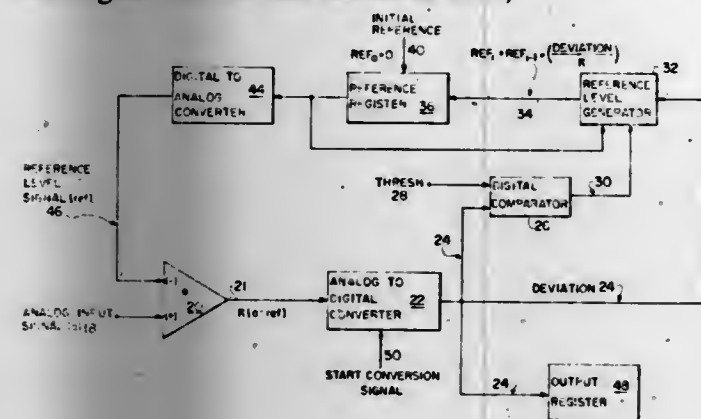 INITIAL
REFERENCE
REF₀=0
40
REFᵢ = REFᵢ₋₁ + (DEVIATION
R)
32
DIGITAL TO
ANALOG 44
CONVERTER
REFERENCE
REGISTER 36
34
REFERENCE
LEVEL
GENERATOR
REFERENCE
LEVEL
SIGNAL (ref)
46
THRESH
28
DIGITAL
COMPARATOR
26
30
24
21
20
R(a-ref)
ANALOG TO
DIGITAL
CONVERTER 22
DEVIATION 24
ANALOG INPUT
SIGNAL (a) 18
50
START CONVERSION
SIGNAL
24
OUTPUT
REGISTER 48